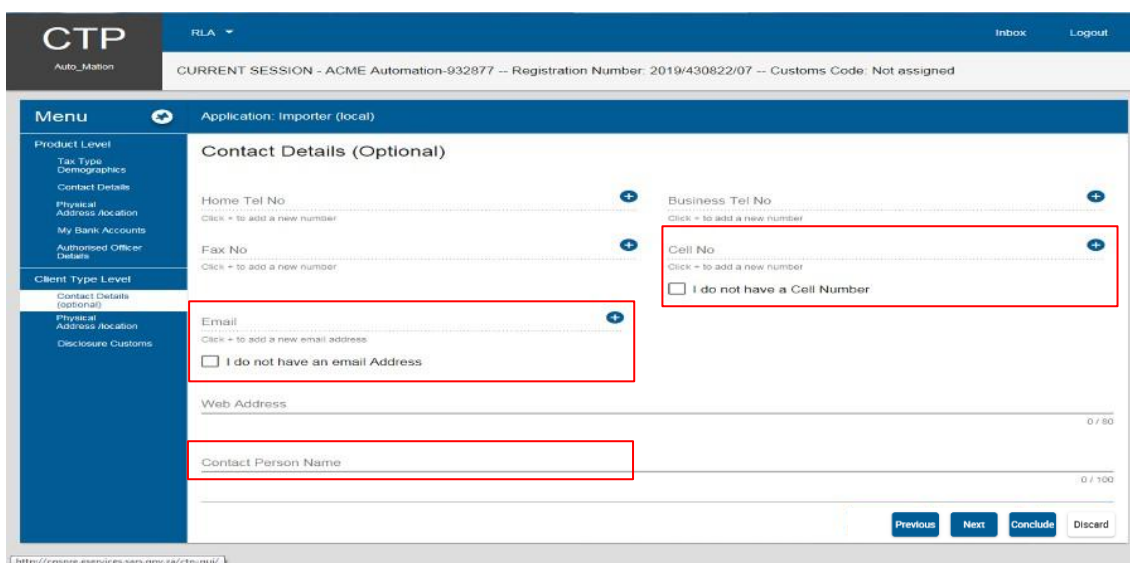 CTP
Auto_Mation
RLA
Inbox
Logout
CURRENT SESSION - ACME Automation-932877 -- Registration Number: 2019/430822/07 -- Customs Code: Not assigned
Menu
Application: Importer (local)
Product Level
Tax Type
Demographics
Contact Details
Physical
Address /location
My Bank Accounts
Authorised Officer
Details
Client Type Level
Contact Details
(optional)
Physical
Address /location
Disclosure Customs
Contact Details (Optional)
Home Tel No
Click + to add a new number
Business Tel No
Click + to add a new number
Fax No
Click + to add a new number
Cell No
Click + to add a new number
I do not have a Cell Number
Email
Click + to add a new email address
I do not have an email Address
Web Address
0 / 80
Contact Person Name
0 / 100
Previous
Next
Conclude
Discard